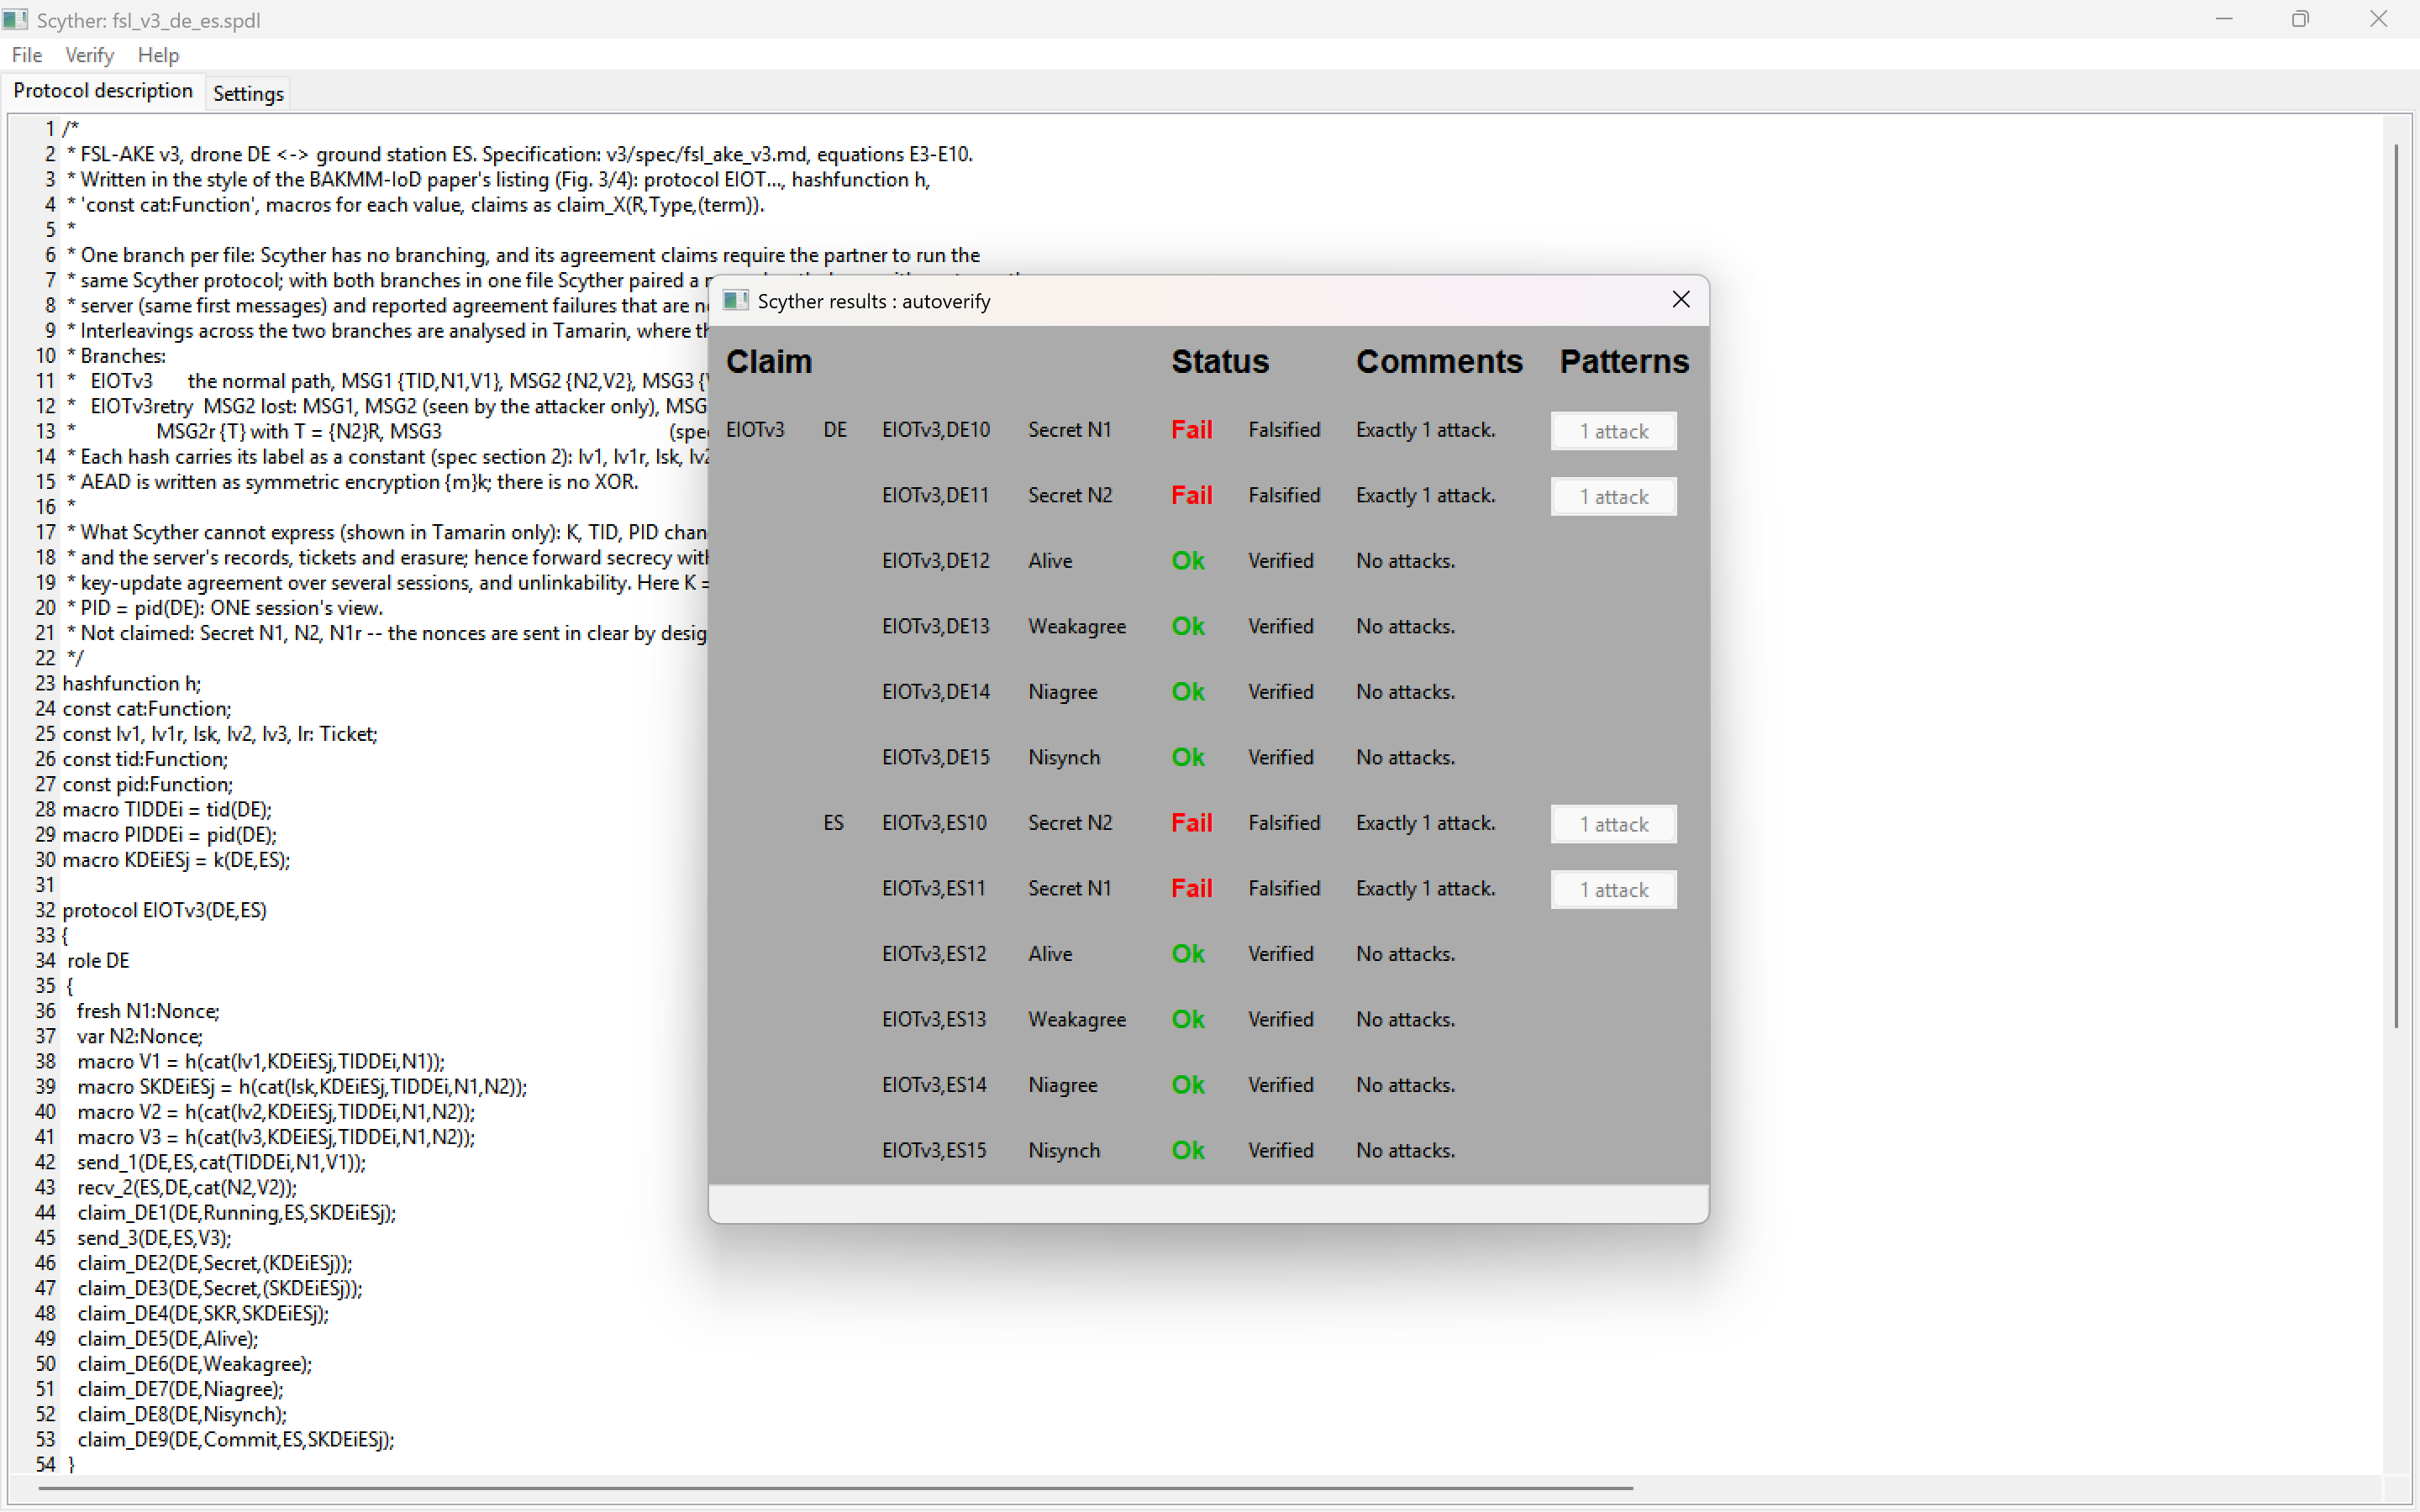 Scyther: fsl_v3_de_es.spdl
File Verify Help
Protocol description Settings
1 /*
2 * FSL-AKE v3, drone DE <-> ground station ES. Specification: v3/spec/fsl_ake_v3.md, equations E3-E10.
3 * Written in the style of the BAKMM-IoD paper's listing (Fig. 3/4): protocol EIOT..., hashfunction h,
4 * 'const cat:Function', macros for each value, claims as claim_X(R,Type,(term)).
5 *
6 * One branch per file: Scyther has no branching, and its agreement claims require the partner to run the
7 * same Scyther protocol; with both branches in one file Scyther paired a
8 * server (same first messages) and reported agreement failures that are
9 * Interleavings across the two branches are analysed in Tamarin, where
10 * Branches:
11 * EIOTv3 the normal path, MSG1 {TID,N1,V1}, MSG2 {N2,V2}, MSG3 {
12 * EIOTv3retry MSG2 lost: MSG1, MSG2 (seen by the attacker only), MSG
13 * MSG2r {T} with T = {N2}R, MSG3 (spe
14 * Each hash carries its label as a constant (spec section 2): lv1, lv1r, lsk, lv2
15 * AEAD is written as symmetric encryption {m}k; there is no XOR.
16 *
17 * What Scyther cannot express (shown in Tamarin only): K, TID, PID chan
18 * and the server's records, tickets and erasure; hence forward secrecy with
19 * key-update agreement over several sessions, and unlinkability. Here K =
20 * PID = pid(DE): ONE session's view.
21 * Not claimed: Secret N1, N2, N1r -- the nonces are sent in clear by desig
22 */
23 hashfunction h;
24 const cat:Function;
25 const lv1, lv1r, lsk, lv2, lv3, lr: Ticket;
26 const tid:Function;
27 const pid:Function;
28 macro TIDDEi = tid(DE);
29 macro PIDDEi = pid(DE);
30 macro KDEiESj = k(DE,ES);
31
32 protocol EIOTv3(DE,ES)
33 {
34 role DE
35 {
36 fresh N1:Nonce;
37 var N2:Nonce;
38 macro V1 = h(cat(lv1,KDEiESj,TIDDEi,N1));
39 macro SKDEiESj = h(cat(lsk,KDEiESj,TIDDEi,N1,N2));
40 macro V2 = h(cat(lv2,KDEiESj,TIDDEi,N1,N2));
41 macro V3 = h(cat(lv3,KDEiESj,TIDDEi,N1,N2));
42 send_1(DE,ES,cat(TIDDEi,N1,V1));
43 recv_2(ES,DE,cat(N2,V2));
44 claim_DE1(DE,Running,ES,SKDEiESj);
45 send_3(DE,ES,V3);
46 claim_DE2(DE,Secret,(KDEiESj));
47 claim_DE3(DE,Secret,(SKDEiESj));
48 claim_DE4(DE,SKR,SKDEiESj);
49 claim_DE5(DE,Alive);
50 claim_DE6(DE,Weakagree);
51 claim_DE7(DE,Niagree);
52 claim_DE8(DE,Nisynch);
53 claim_DE9(DE,Commit,ES,SKDEiESj);
54 }
Scyther results : autoverify
Claim Status Comments Patterns
EIOTv3 DE EIOTv3,DE10 Secret N1 Fail Falsified Exactly 1 attack. 1 attack
EIOTv3,DE11 Secret N2 Fail Falsified Exactly 1 attack. 1 attack
EIOTv3,DE12 Alive Ok Verified No attacks.
EIOTv3,DE13 Weakagree Ok Verified No attacks.
EIOTv3,DE14 Niagree Ok Verified No attacks.
EIOTv3,DE15 Nisynch Ok Verified No attacks.
ES EIOTv3,ES10 Secret N2 Fail Falsified Exactly 1 attack. 1 attack
EIOTv3,ES11 Secret N1 Fail Falsified Exactly 1 attack. 1 attack
EIOTv3,ES12 Alive Ok Verified No attacks.
EIOTv3,ES13 Weakagree Ok Verified No attacks.
EIOTv3,ES14 Niagree Ok Verified No attacks.
EIOTv3,ES15 Nisynch Ok Verified No attacks.